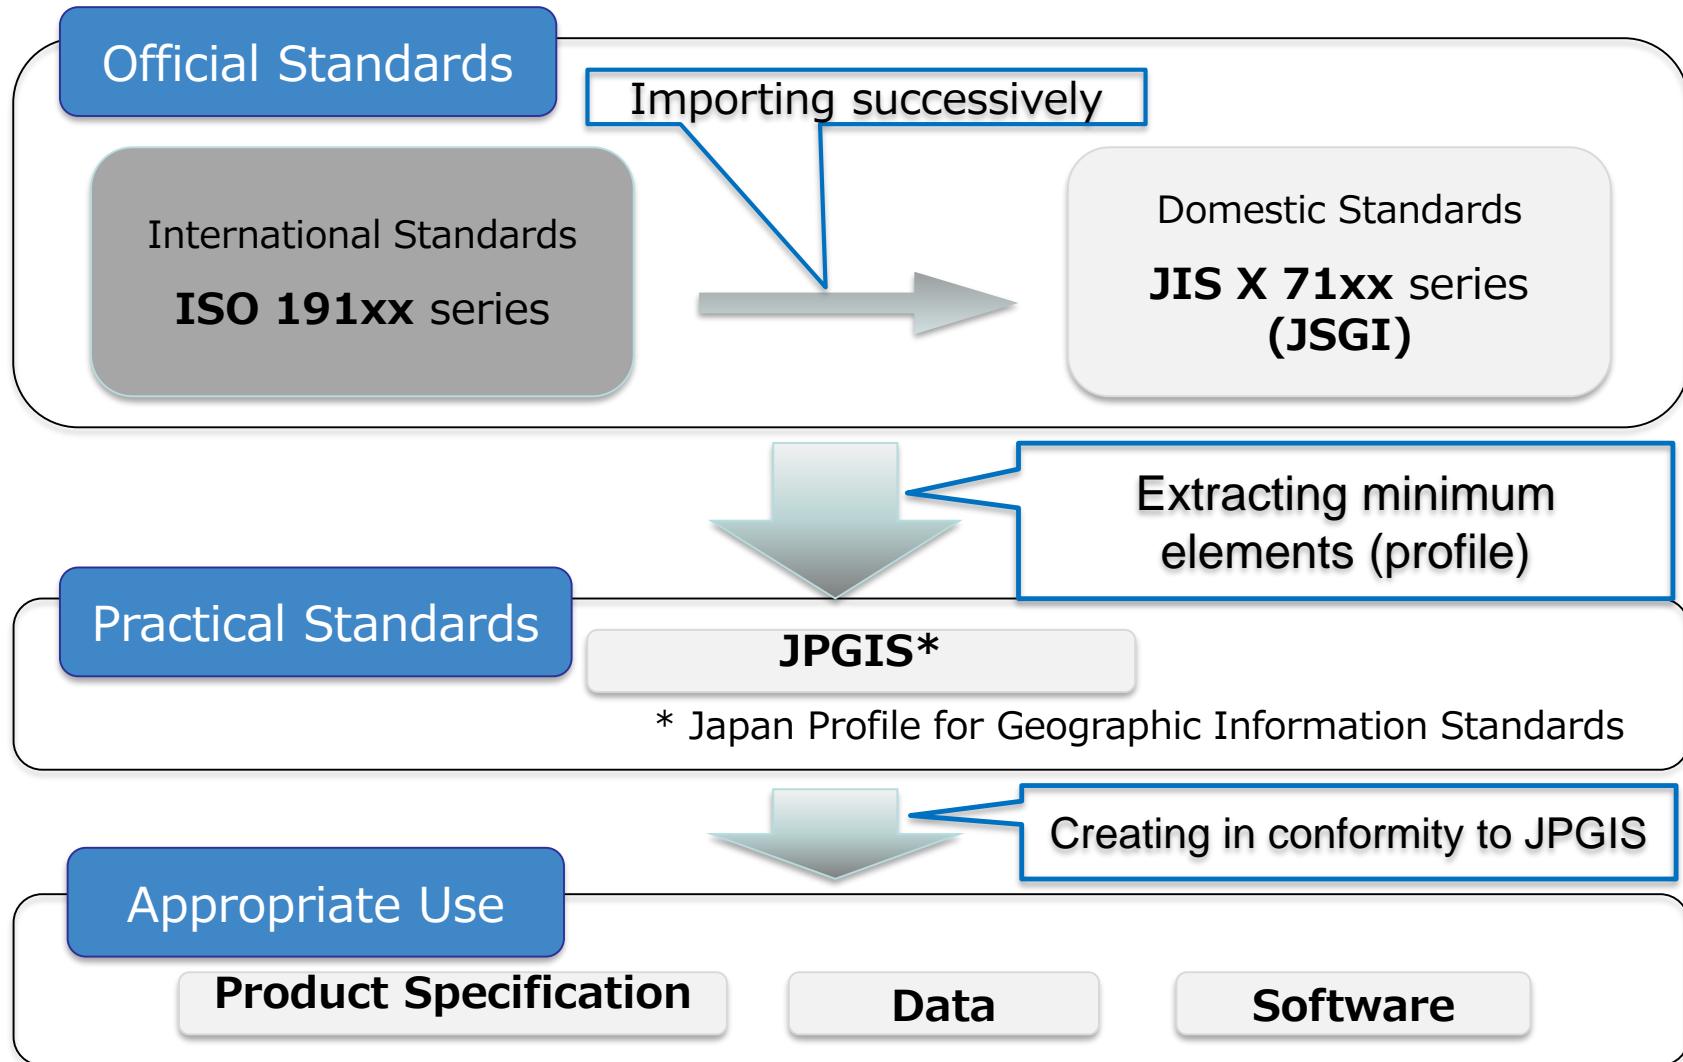 Official Standards
Importing successively
International Standards
ISO 191xx series
Domestic Standards
JIS X 71xx series
(JSGI)
Extracting minimum
elements (profile)
Practical Standards
JPGIS*
* Japan Profile for Geographic Information Standards
Creating in conformity to JPGIS
Appropriate Use
Product Specification
Data
Software